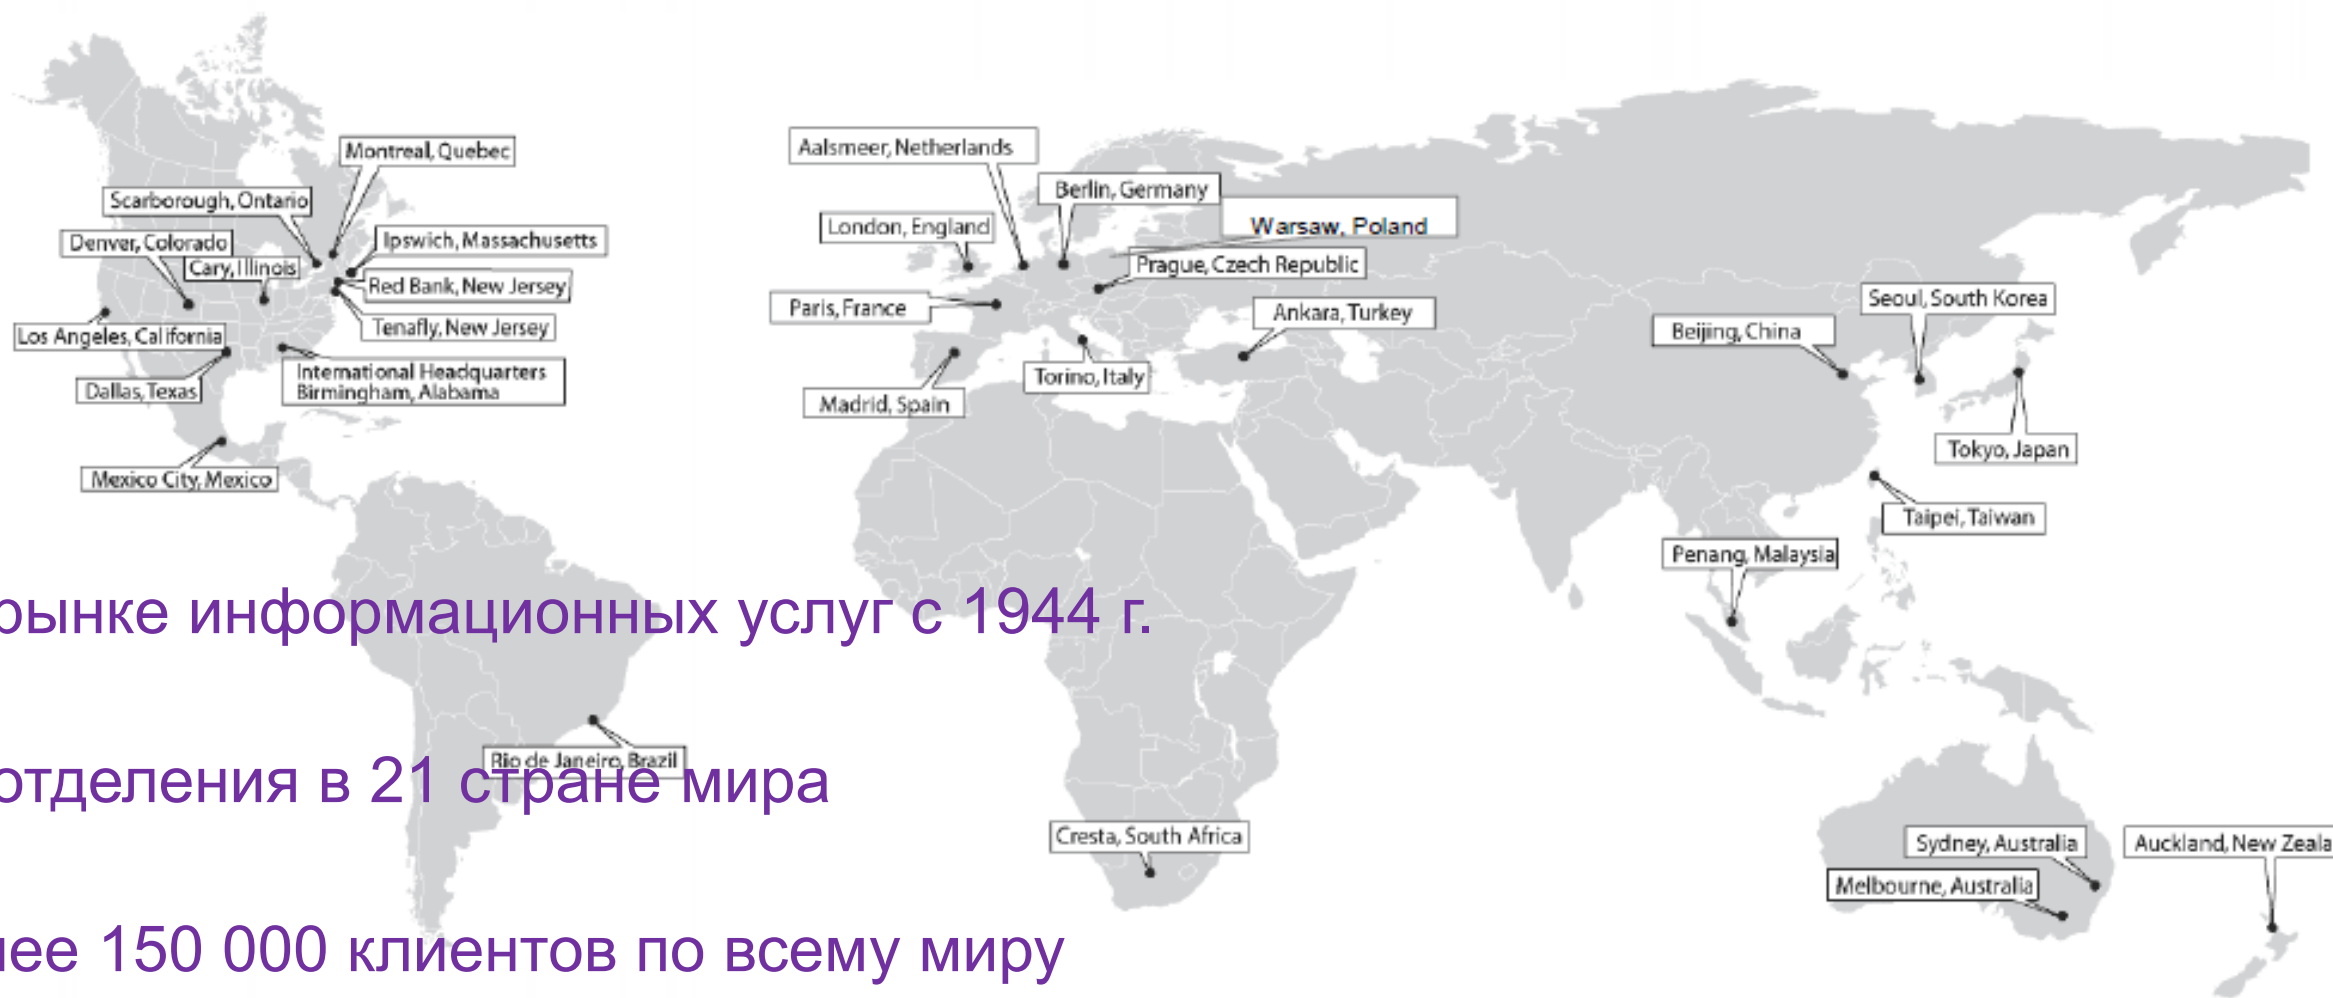 Montreal, Quebec
Scarborough, Ontario
Denver, Colorado
Cary, Illinois
Ipswich, Massachusetts
Red Bank, New Jersey
Los Angeles, California
Tenafly, New Jersey
Dallas, Texas
International Headquarters
Birmingham, Alabama
Mexico City, Mexico
Rio de Janeiro, Brazil
Aalsmeer, Netherlands
Berlin, Germany
London, England
Warsaw, Poland
Prague, Czech Republic
Paris, France
Ankara, Turkey
Torino, Italy
Madrid, Spain
Cresta, South Africa
Seoul, South Korea
Beijing, China
Tokyo, Japan
Taipei, Taiwan
Penang, Malaysia
Sydney, Australia
Melbourne, Australia
Auckland, New Zeala
рынке информационных услуг с 1944 г.
отделения в 21 стране мира
нее 150 000 клиентов по всему миру